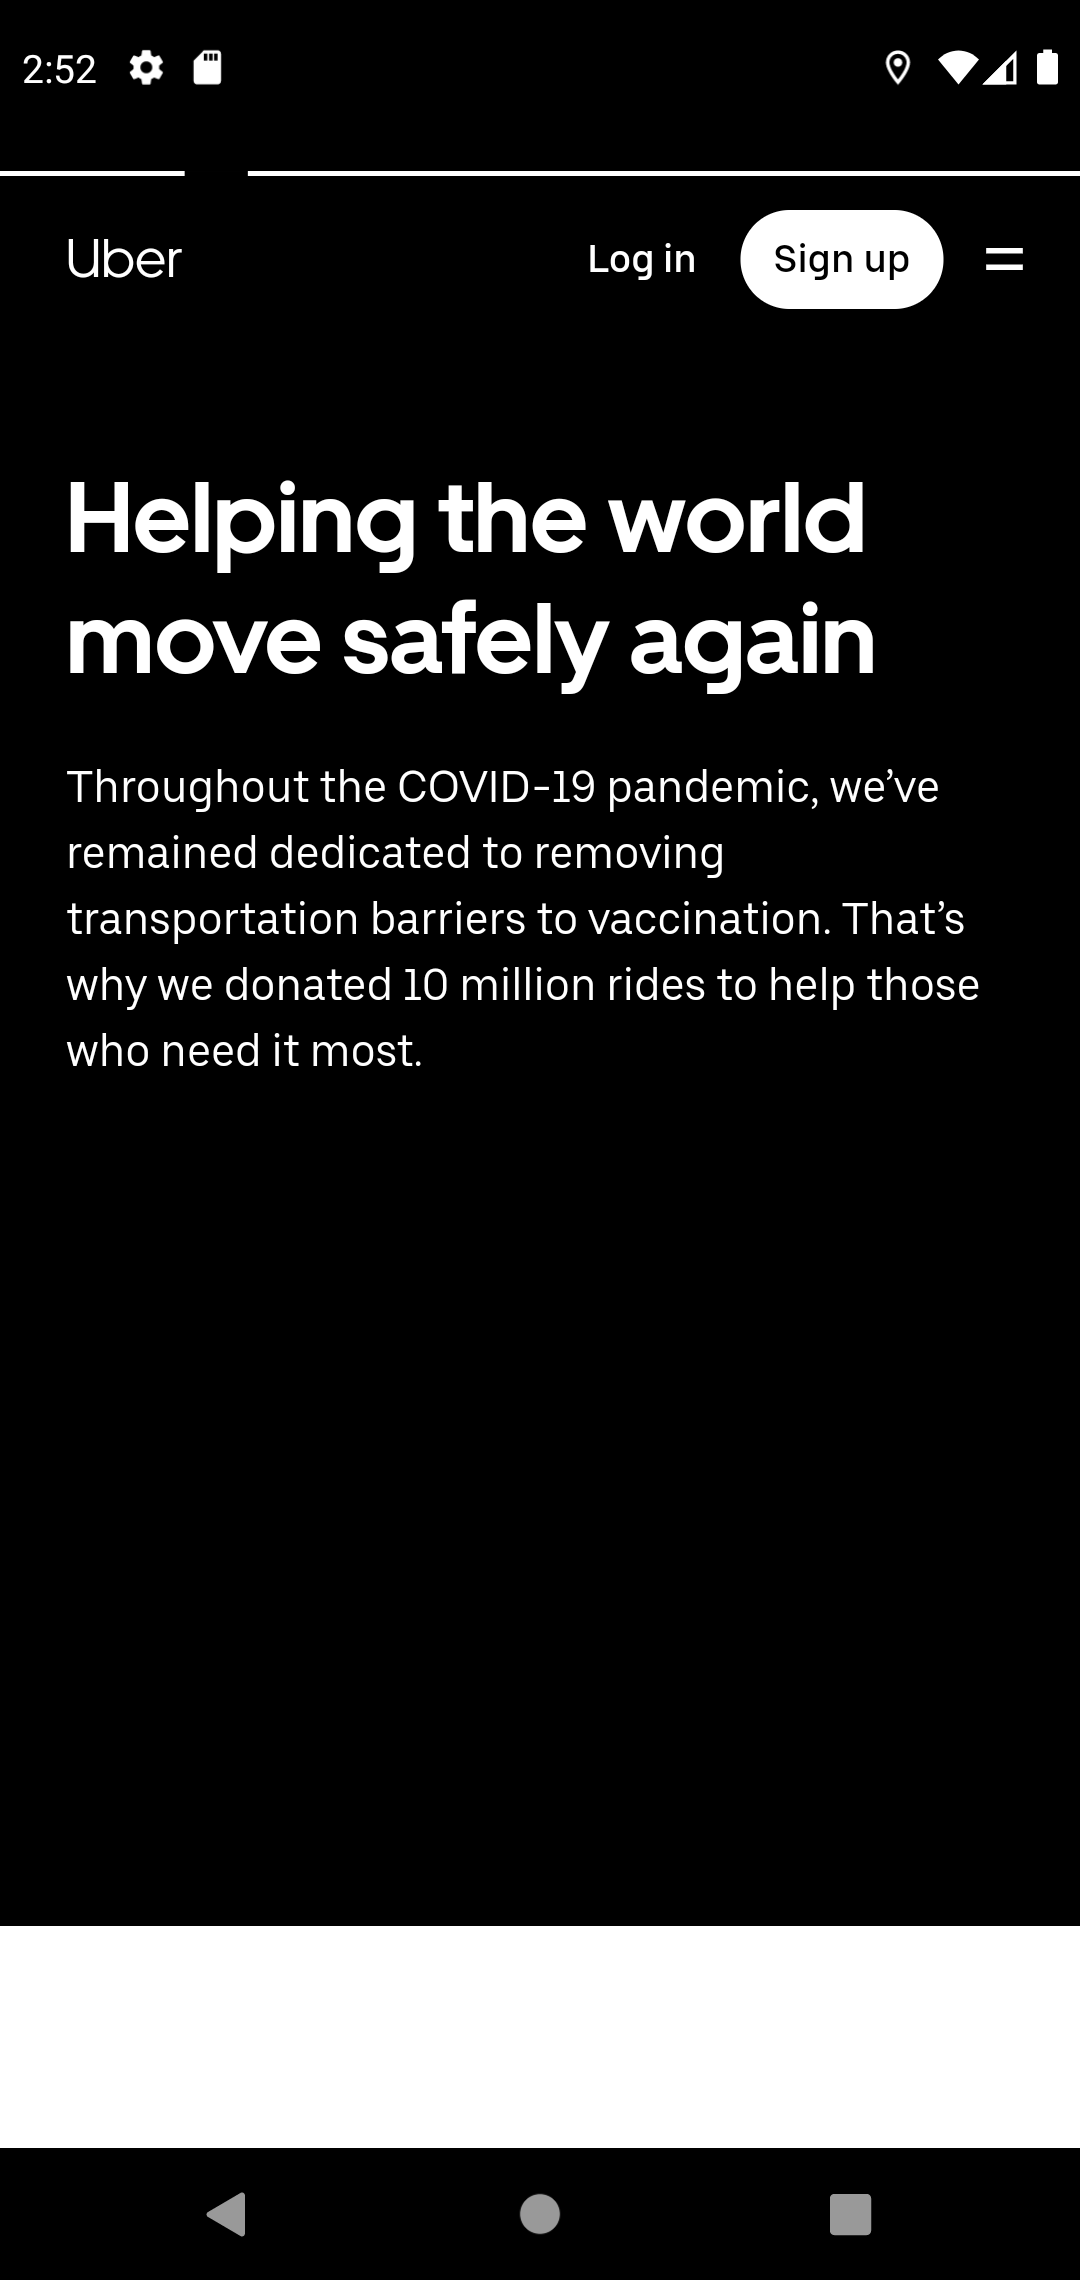 2:52
Uber
Log in
Sign up
Helping the world
move safely again
Throughout the COVID-19 pandemic, we’ve
remained dedicated to removing
transportation barriers to vaccination. That’s
why we donated 10 million rides to help those
who need it most.